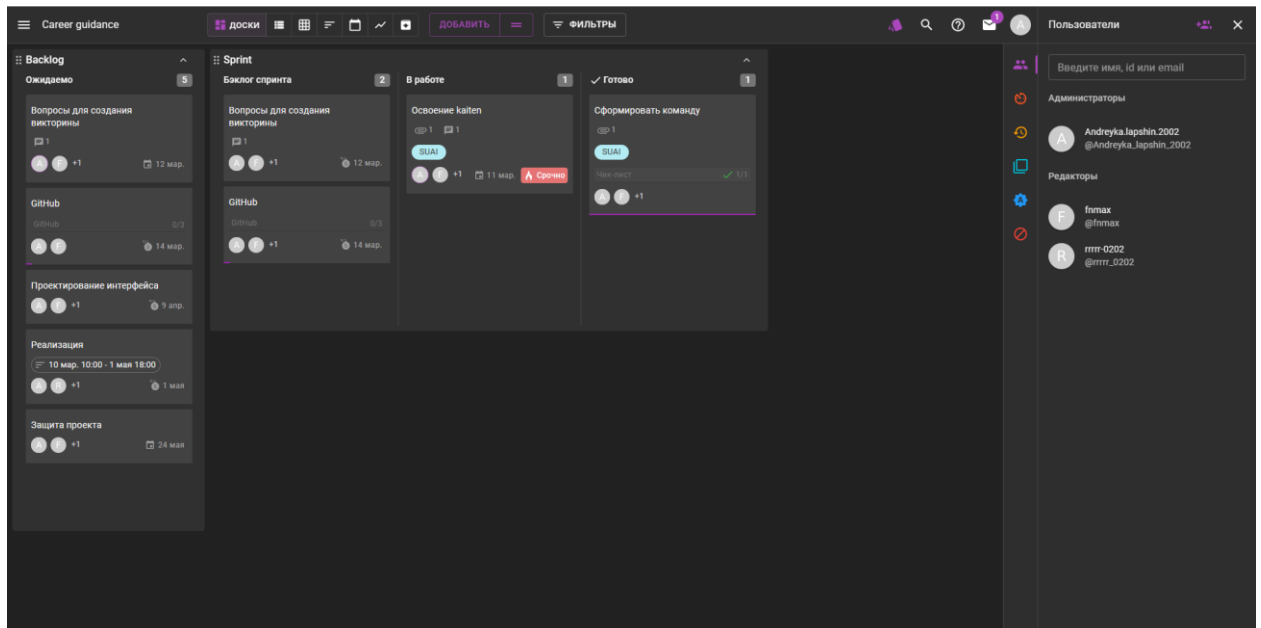 Career guidance
ДОСКИ
ДОБАВИТЬ
ФИЛЬТРЫ
1
A
Пользователи
Backlog
Ожидаемо 5
Вопросы для создания
викторины
1
A F +1 12 мар.
GitHub
GitHub 0/3
A F 14 мар.
Проектирование интерфейса
A F +1 9 апр.
Реализация
10 мар. 10:00 - 1 мая 18:00
A R +1 1 мая
Защита проекта
A F +1 24 мая
Sprint
Бэклог спринта 2
Вопросы для создания
викторины
1
A F +1 12 мар.
GitHub
GitHub 0/3
A F +1 14 мар.
В работе 1
Освоение kaiten
1 1
SUAI
A F +1 11 мар. Срочно
Готово 1
Сформировать команду
1
SUAI
Чек-лист 1/1
A F +1
Введите имя, id или email
Администраторы
A Andreyka.lapshin.2002
@Andreyka_lapshin_2002
Редакторы
F fnmax
@fnmax
R rrrrr-0202
@rrrrr_0202